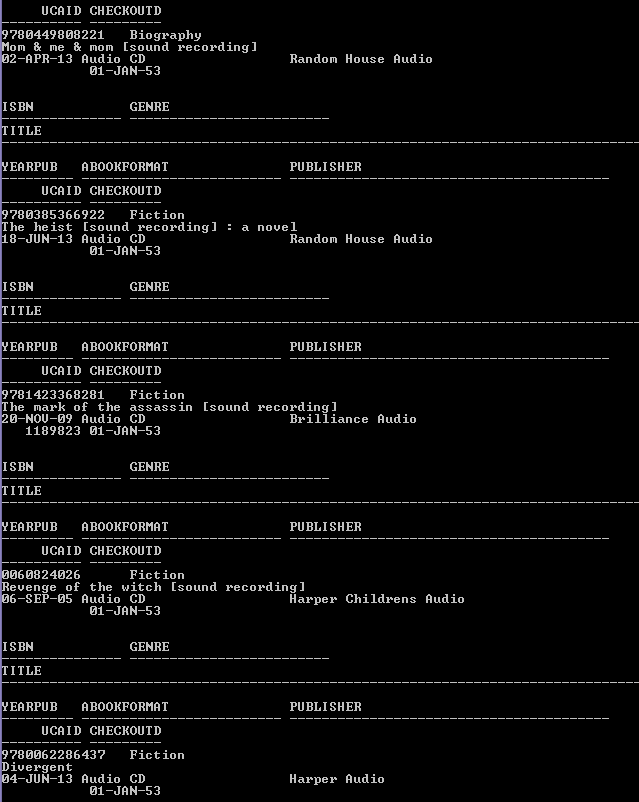 UCAID CHECKOUTD
---------- ---------
9780449808221   Biography
Mom & me & mom [sound recording]
02-APR-13 Audio CD                  Random House Audio
           01-JAN-53
ISBN            GENRE
--------------- -------------------------
TITLE
--------------------------------------------------------------------------------
YEARPUB   ABOOKFORMAT               PUBLISHER
--------- ------------------------- ----------------------------------------
     UCAID CHECKOUTD
---------- ---------
9780385366922   Fiction
The heist [sound recording] : a novel
18-JUN-13 Audio CD                  Random House Audio
           01-JAN-53
ISBN            GENRE
--------------- -------------------------
TITLE
--------------------------------------------------------------------------------
YEARPUB   ABOOKFORMAT               PUBLISHER
--------- ------------------------- ----------------------------------------
     UCAID CHECKOUTD
---------- ---------
9781423368281   Fiction
The mark of the assassin [sound recording]
20-NOV-09 Audio CD                  Brilliance Audio
   1189823 01-JAN-53
ISBN            GENRE
--------------- -------------------------
TITLE
--------------------------------------------------------------------------------
YEARPUB   ABOOKFORMAT               PUBLISHER
--------- ------------------------- ----------------------------------------
     UCAID CHECKOUTD
---------- ---------
0060824026      Fiction
Revenge of the witch [sound recording]
06-SEP-05 Audio CD                  Harper Childrens Audio
           01-JAN-53
ISBN            GENRE
--------------- -------------------------
TITLE
--------------------------------------------------------------------------------
YEARPUB   ABOOKFORMAT               PUBLISHER
--------- ------------------------- ----------------------------------------
     UCAID CHECKOUTD
---------- ---------
9780062286437   Fiction
Divergent
04-JUN-13 Audio CD                  Harper Audio
           01-JAN-53